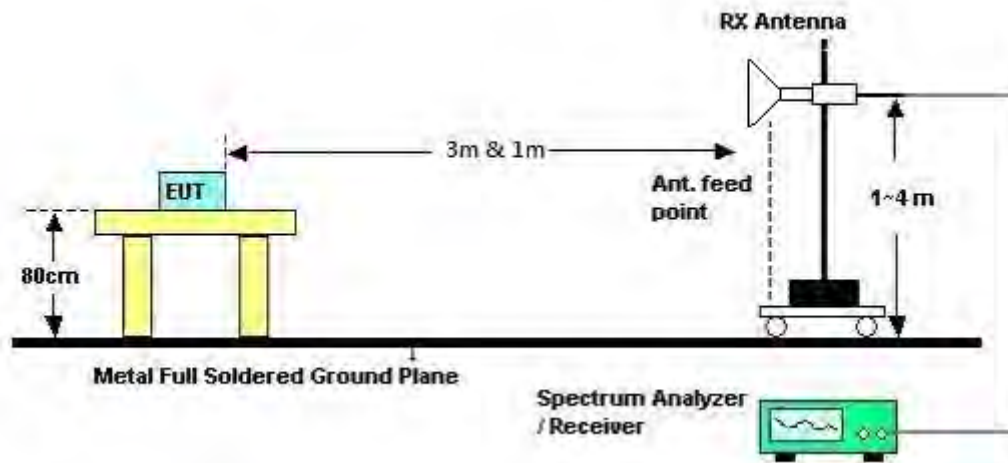 RX Antenna
3m & 1m
EUT
Ant. feed
point
1~4 m
80cm
Metal Full Soldered Ground Plane
Spectrum Analyzer
/ Receiver